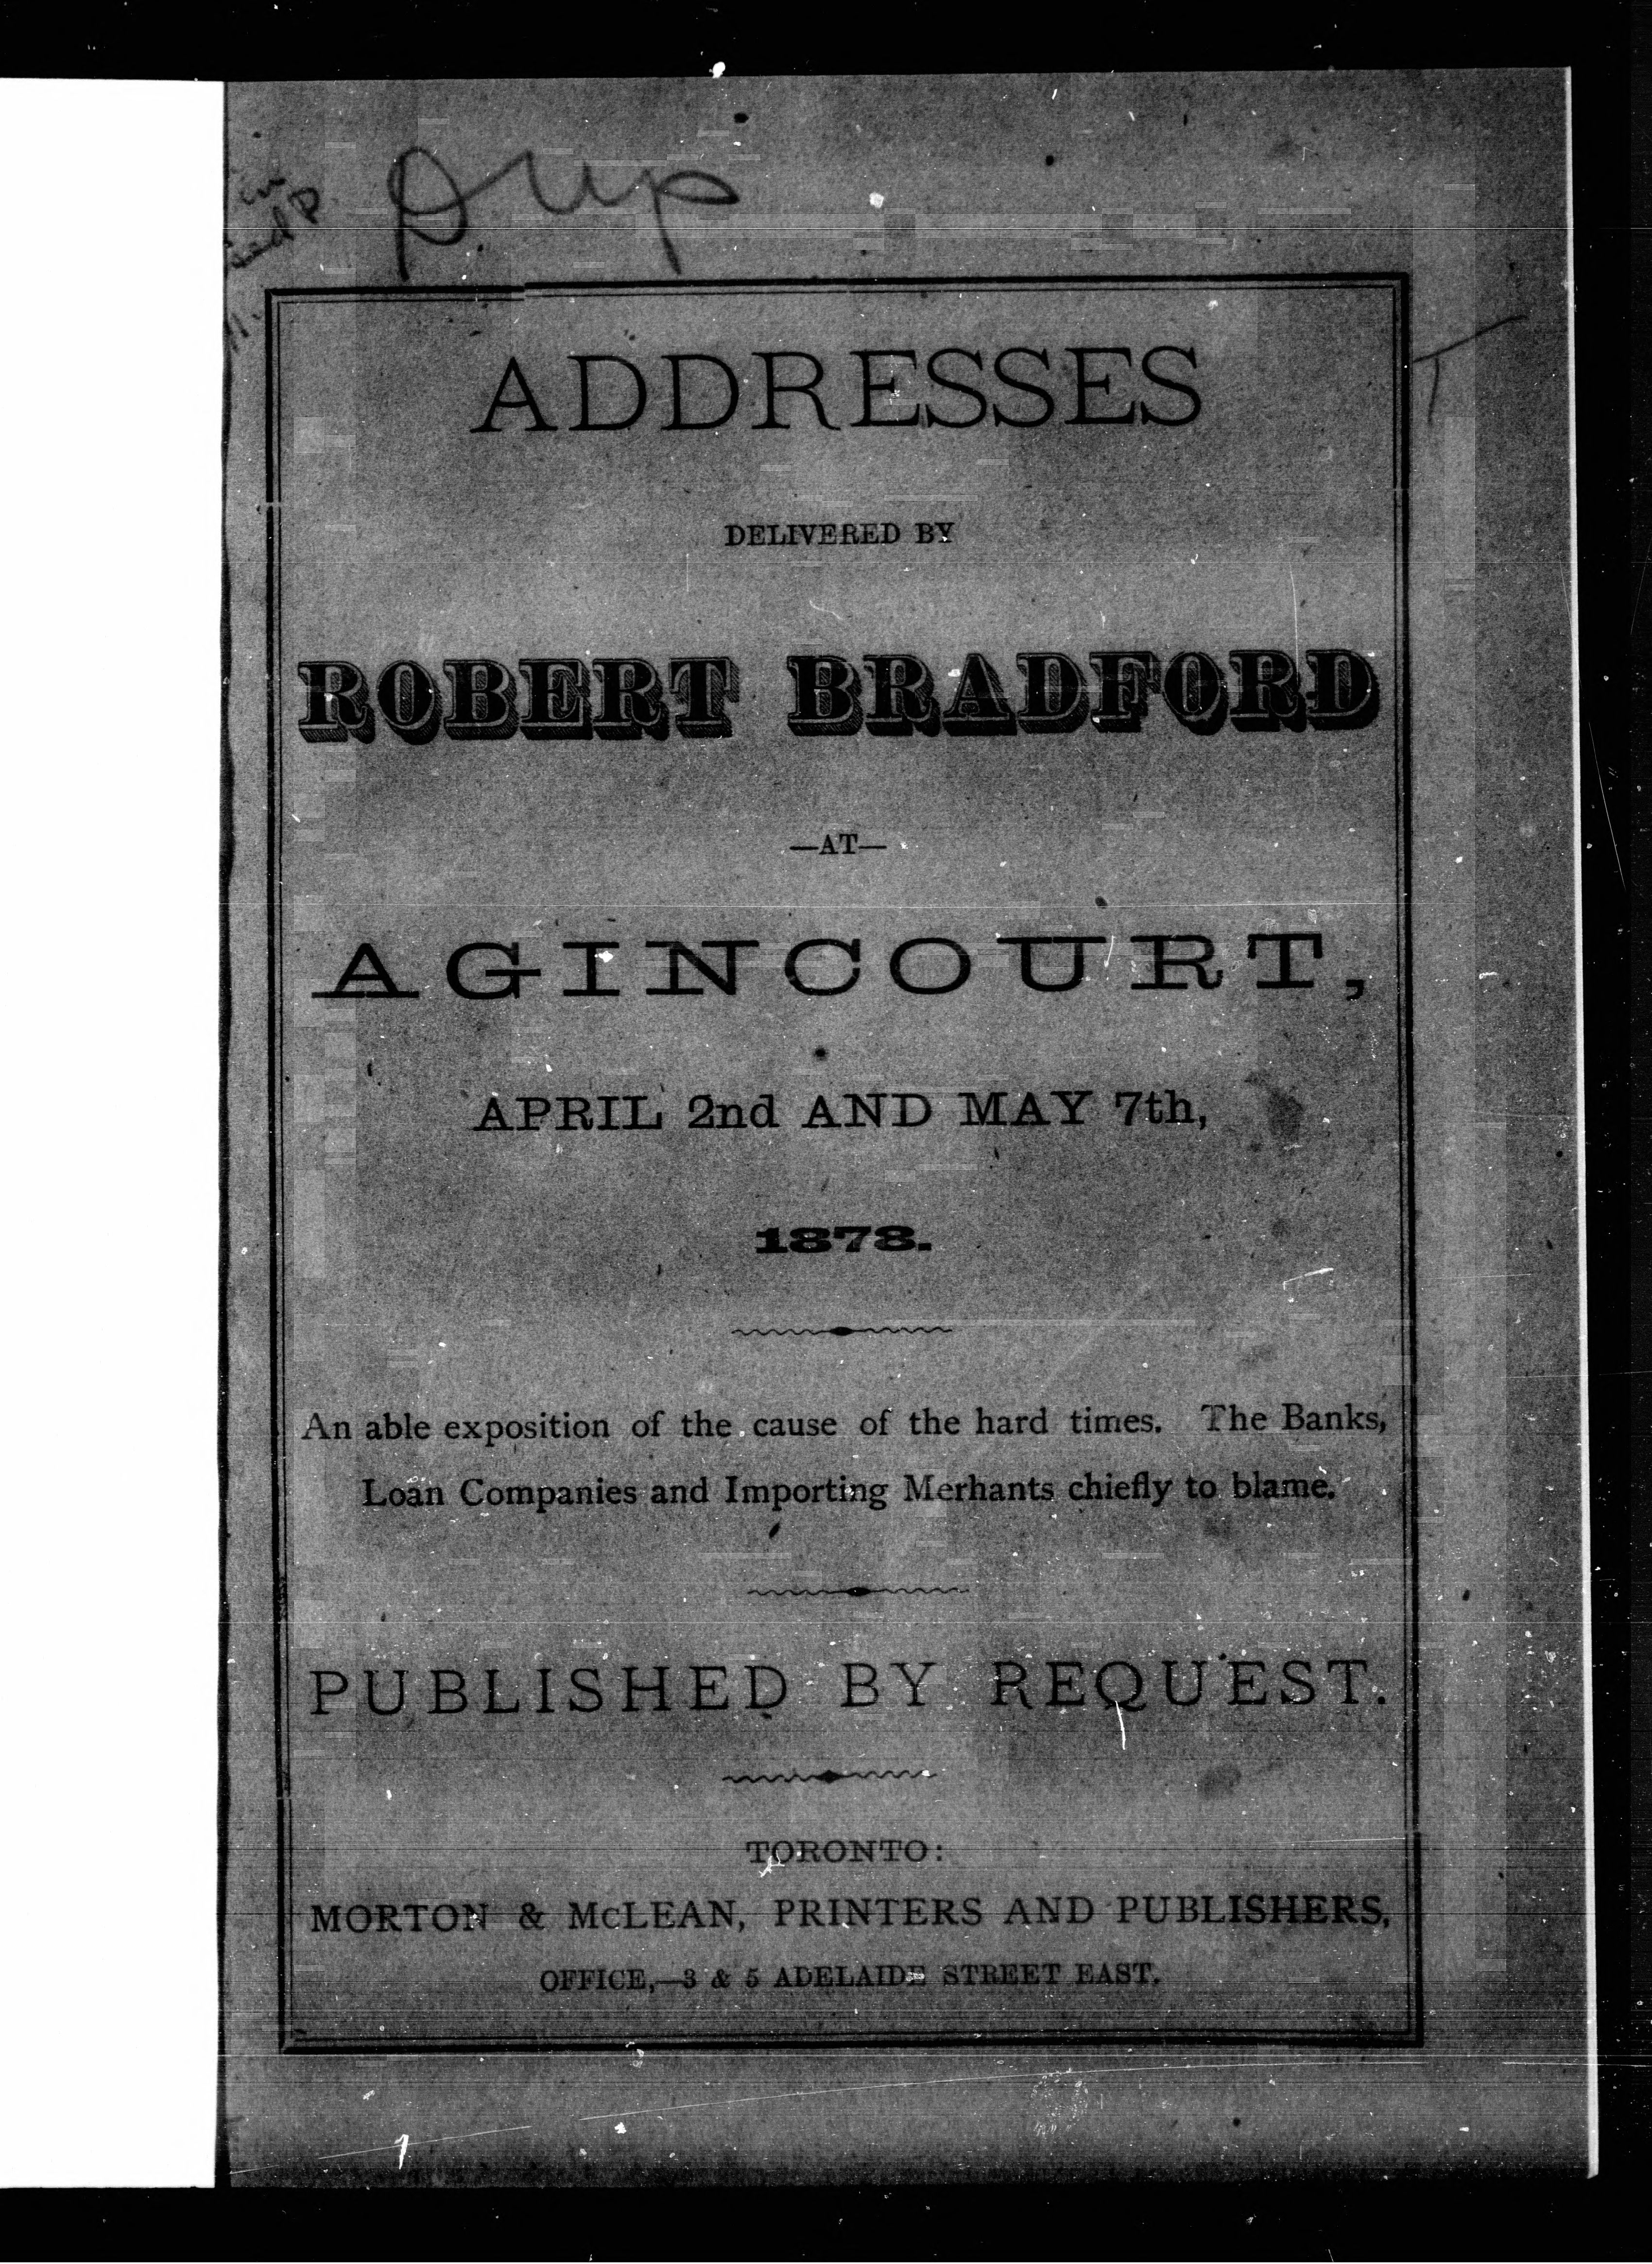 Dup
ADDRESSES
DELIVERED BY
ROBERT BRADFORD
—AT—
AGINCOURT,
APRIL 2nd AND MAY 7th,
1878.
An able exposition of the cause of the hard times. The Banks,
Loan Companies and Importing Merhants chiefly to blame.
PUBLISHED BY REQUEST.
TORONTO:
MORTON & McLEAN, PRINTERS AND PUBLISHERS,
OFFICE,—3 & 5 ADELAIDE STREET EAST.